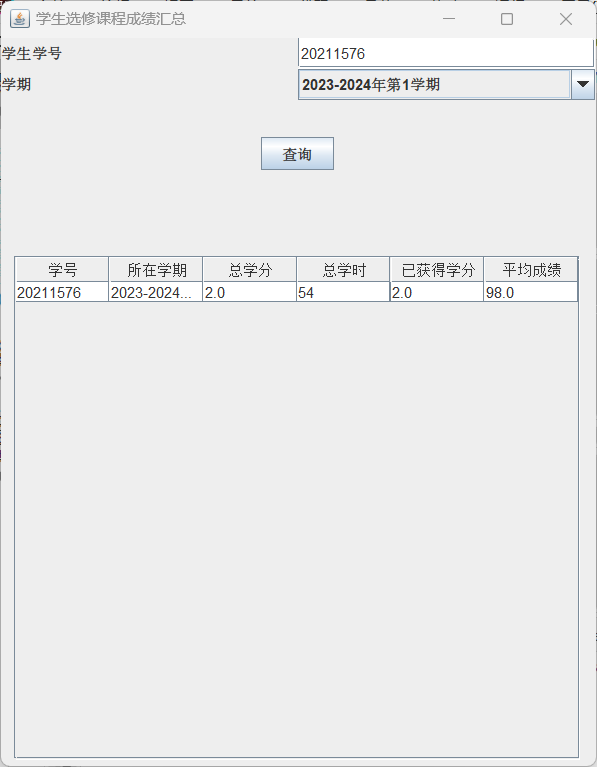 学生选修课程成绩汇总
学生学号 20211576
学期 2023-2024年第1学期
查询
学号 所在学期 总学分 总学时 已获得学分 平均成绩
20211576 2023-2024... 2.0 54 2.0 98.0